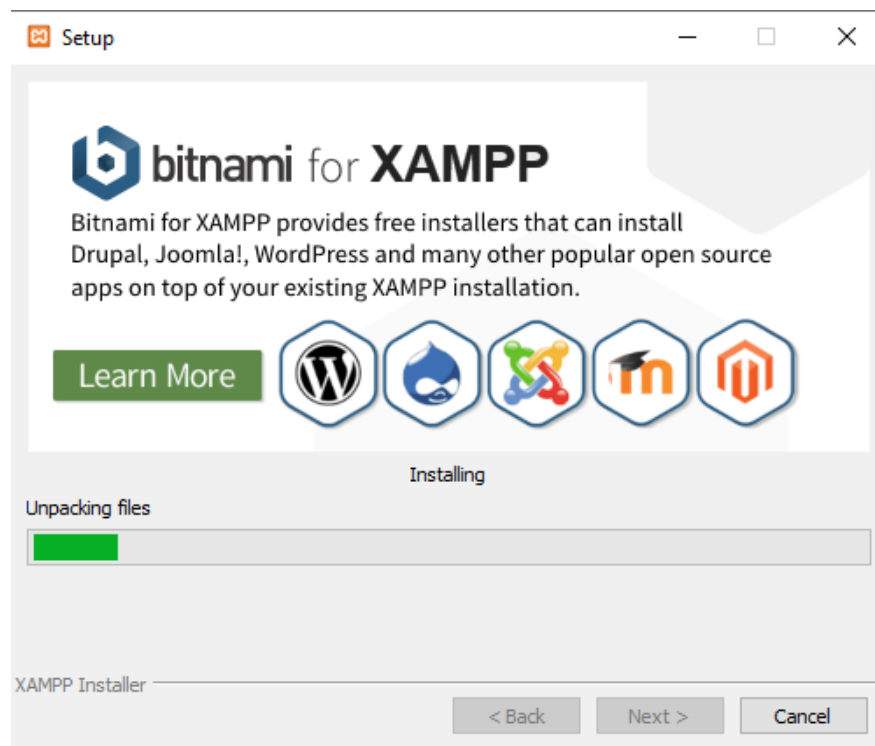 Setup
bitnami for XAMPP
Bitnami for XAMPP provides free installers that can install
Drupal, Joomla!, WordPress and many other popular open source
apps on top of your existing XAMPP installation.
Learn More
Installing
Unpacking files
XAMPP Installer
< Back
Next >
Cancel